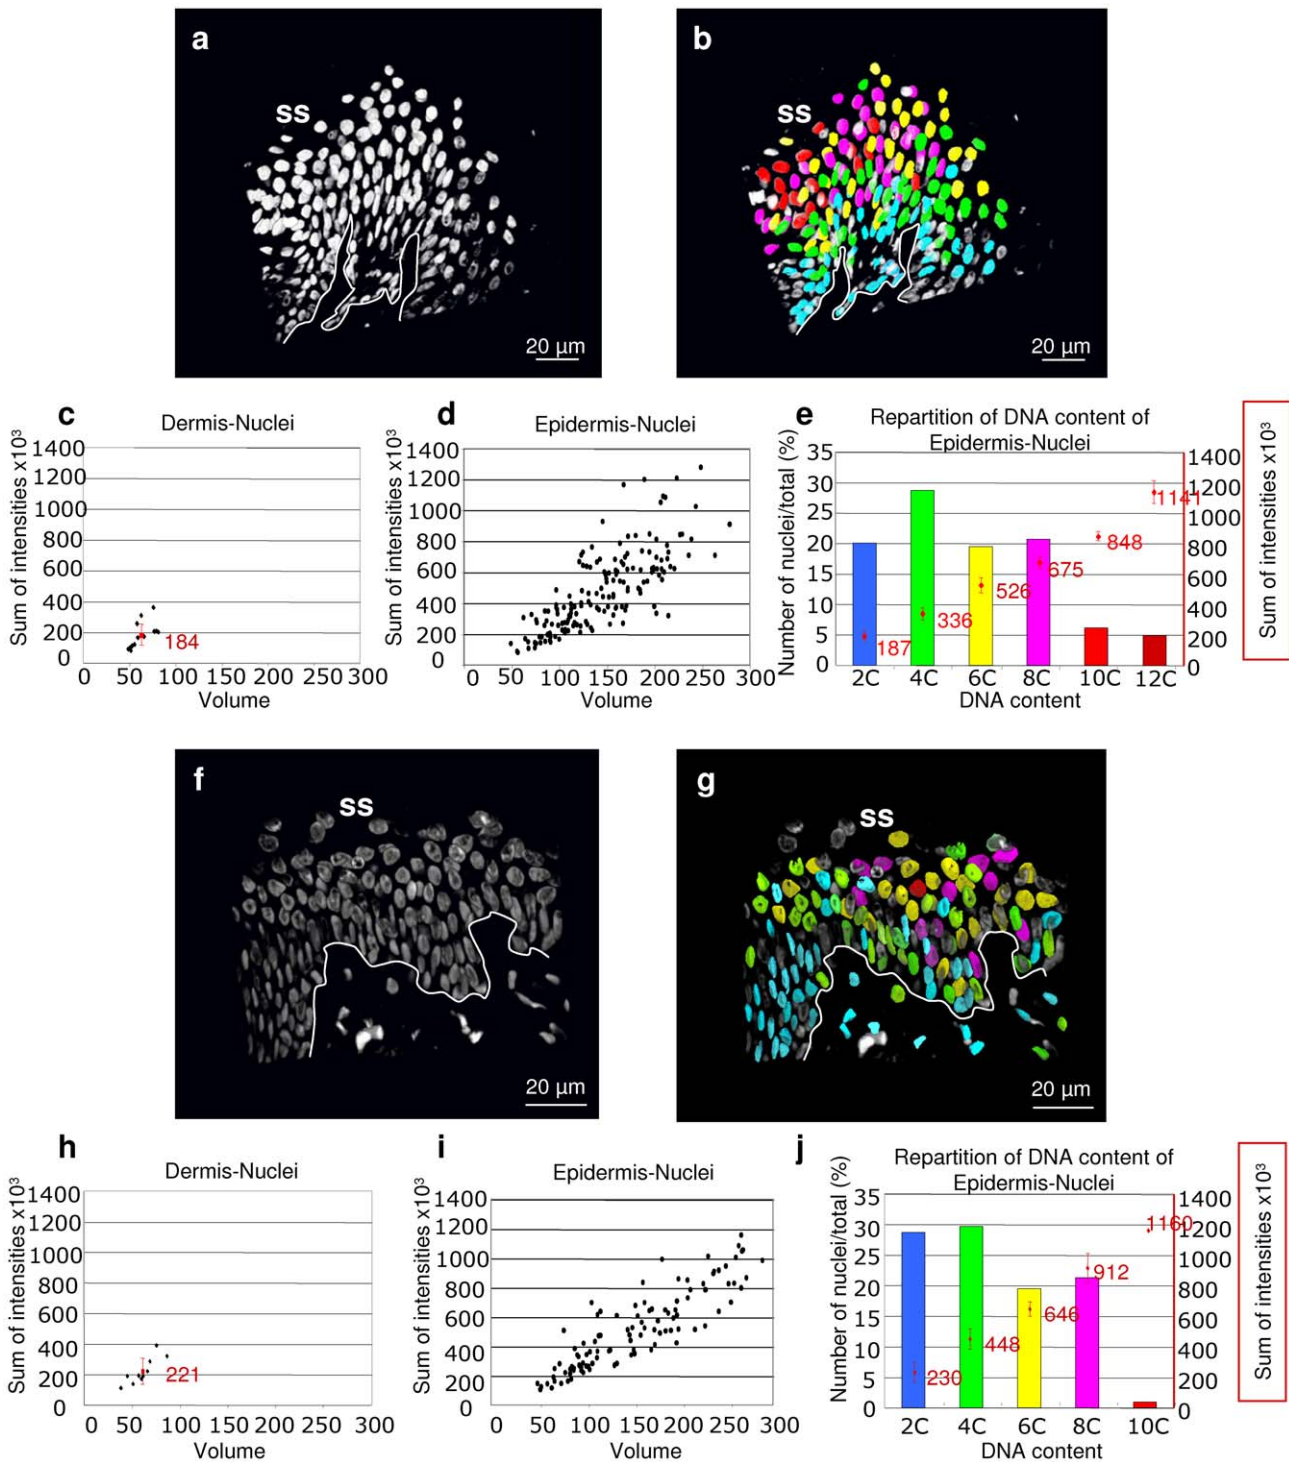 a
ss
20 µm
b
ss
20 µm
c
Dermis-Nuclei
Sum of intensities x10³
1400
1200
1000
800
600
400
200
0
184
0 50 100 150 200 250 300
Volume
d
Epidermis-Nuclei
Sum of intensities x10³
1400
1200
1000
800
600
400
200
0
0 50 100 150 200 250 300
Volume
e
Repartition of DNA content of
Epidermis-Nuclei
Number of nuclei/total (%)
35
30
25
20
15
10
5
0
187
336
526
675
848
1141
1400
1200
1000
800
600
400
200
0
Sum of intensities x10³
2C 4C 6C 8C 10C 12C
DNA content
f
ss
20 µm
g
ss
20 µm
h
Dermis-Nuclei
Sum of intensities x10³
1400
1200
1000
800
600
400
200
0
221
0 50 100 150 200 250 300
Volume
i
Epidermis-Nuclei
Sum of intensities x10³
1400
1200
1000
800
600
400
200
0
0 50 100 150 200 250 300
Volume
j
Repartition of DNA content of
Epidermis-Nuclei
Number of nuclei/total (%)
35
30
25
20
15
10
5
0
230
448
646
912
1160
1400
1200
1000
800
600
400
200
0
Sum of intensities x10³
2C 4C 6C 8C 10C
DNA content